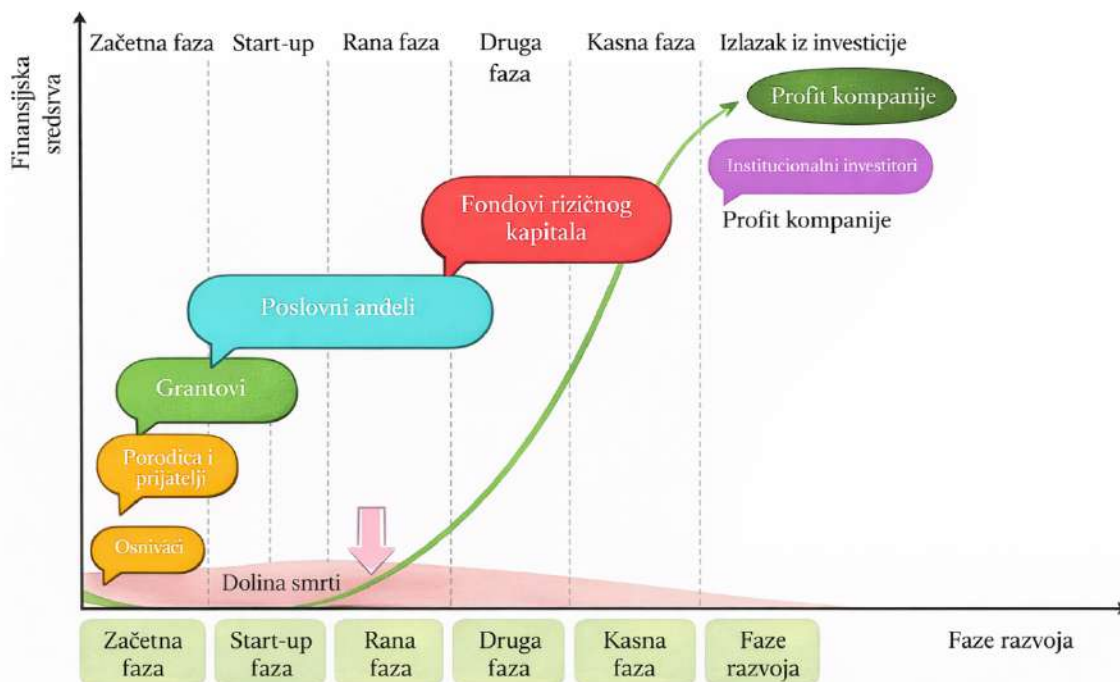 Začetna faza
Start-up
Rana faza
Druga
faza
Kasna faza
Izlazak iz investicije
Finansijska
sredsrva
Profit kompanije
Institucionalni investitori
Profit kompanije
Fondovi rizičnog
kapitala
Poslovni anđeli
Grantovi
Porodica i
prijatelji
Osniváći
Dolina smrti
Začetna
faza
Start-up
faza
Rana
faza
Druga
faza
Kasna
faza
Faze
razvoja
Faze razvoja